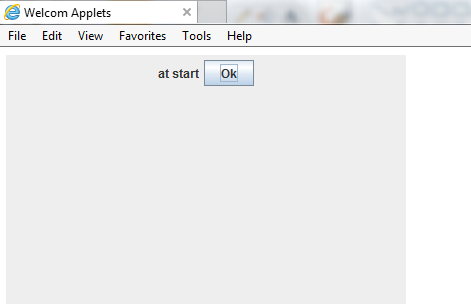 Welcom Applets
File Edit View Favorites Tools Help
at start Ok